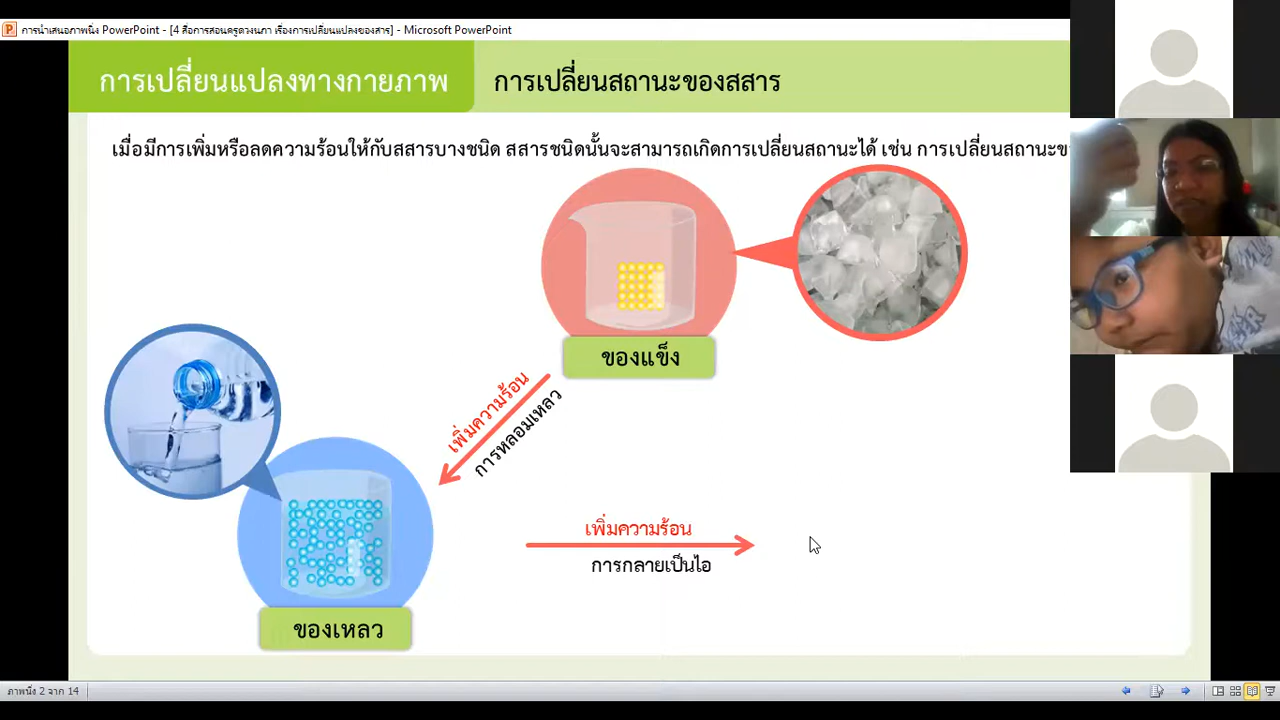 การนำเสนอภาพนิ่ง PowerPoint - [4 สื่อการสอนครูดวงนภา เรื่องการเปลี่ยนแปลงของสาร] - Microsoft PowerPoint
การเปลี่ยนแปลงทางกายภาพ
การเปลี่ยนสถานะของสสาร
เมื่อมีการเพิ่มหรือลดความร้อนให้กับสสารบางชนิด สสารชนิดนั้นจะสามารถเกิดการเปลี่ยนสถานะได้ เช่น การเปลี่ยนสถานะ
ของแข็ง
เพิ่มความร้อน
การหลอมเหลว
เพิ่มความร้อน
การกลายเป็นไอ
ของเหลว
ภาพนิ่ง 2 จาก 14